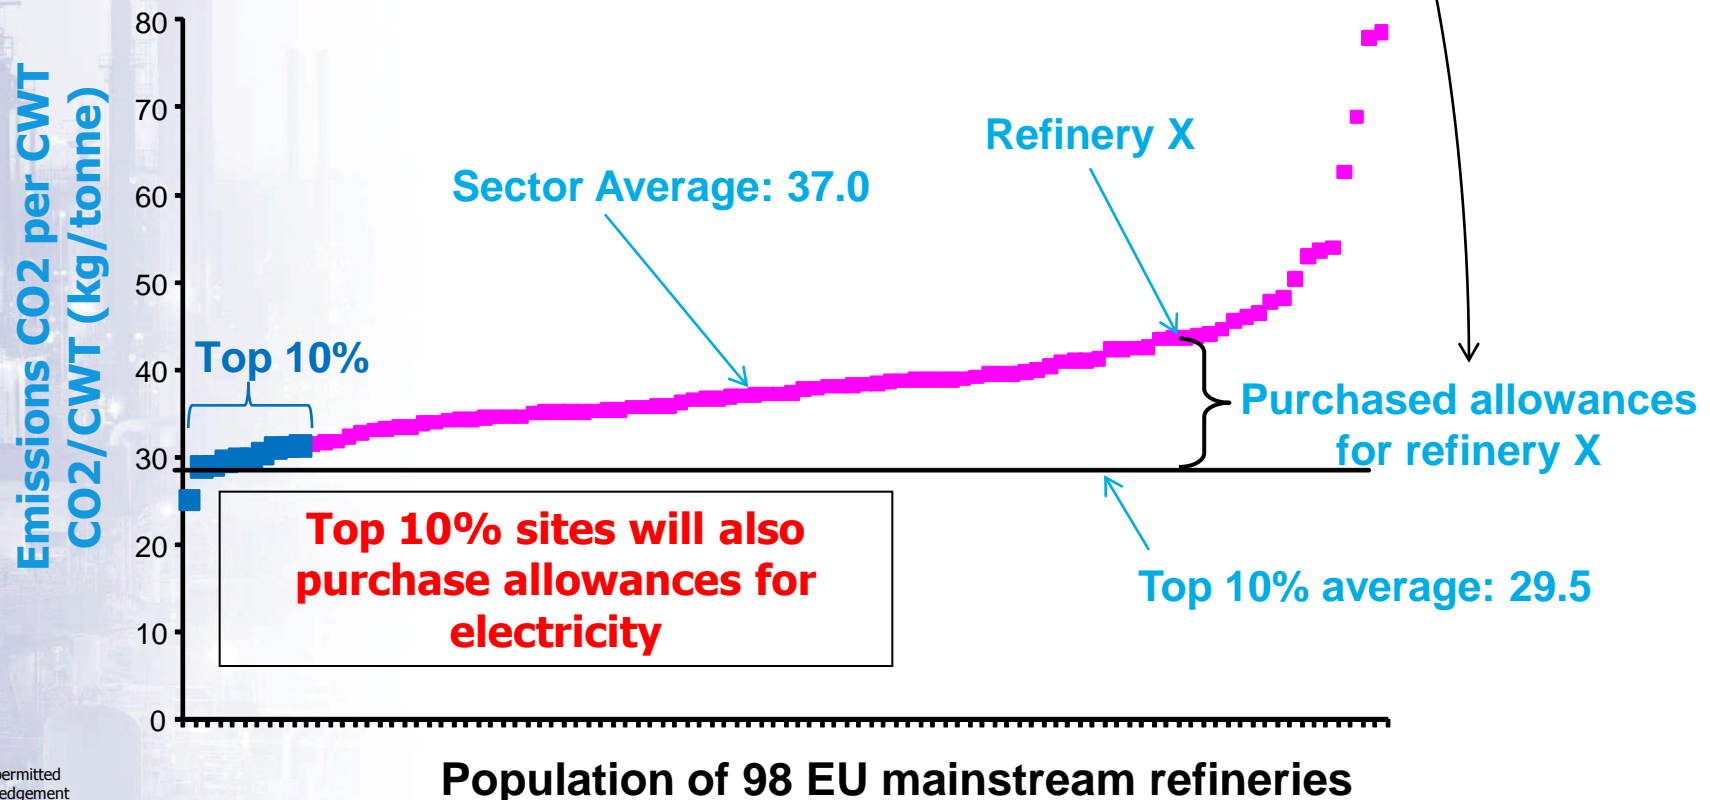 80
70
60
50
40
30
20
10
0
Emissions CO2 per CWT
CO2/CWT (kg/tonne)
Refinery X
Sector Average: 37.0
Top 10%
Purchased allowances
for refinery X
Top 10% sites will also
purchase allowances for
electricity
Top 10% average: 29.5
Population of 98 EU mainstream refineries
permitted
edgement